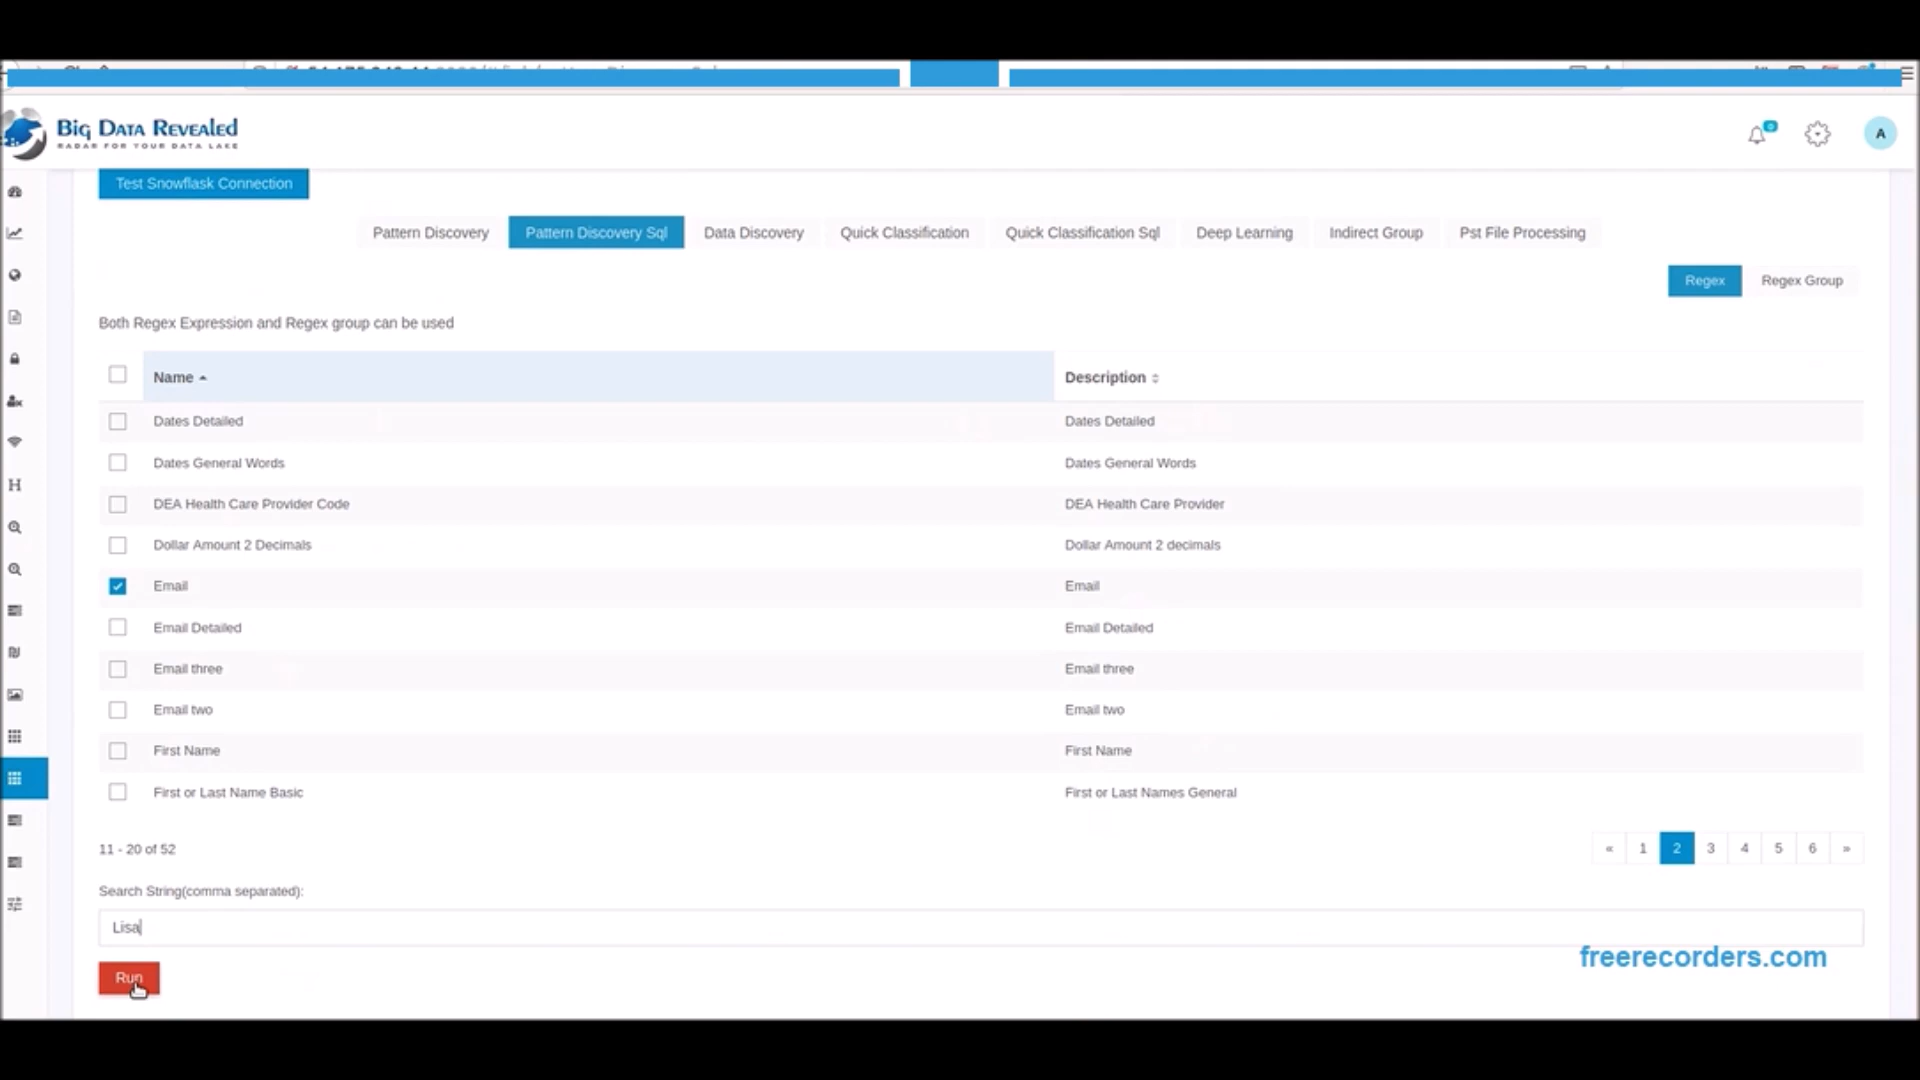 Big Data Revealed
RADAR FOR YOUR DATA LAKE
0
A
Test Snowflask Connection
Pattern Discovery Pattern Discovery Sql Data Discovery Quick Classification Quick Classification Sql Deep Learning Indirect Group Pst File Processing
Regex Regex Group
Both Regex Expression and Regex group can be used
Name Description
Dates Detailed Dates Detailed
Dates General Words Dates General Words
DEA Health Care Provider Code DEA Health Care Provider
Dollar Amount 2 Decimals Dollar Amount 2 decimals
Email Email
Email Detailed Email Detailed
Email three Email three
Email two Email two
First Name First Name
First or Last Name Basic First or Last Names General
11 - 20 of 52 « 1 2 3 4 5 6 »
Search String(comma separated):
Lisa
freerecorders.com
Run